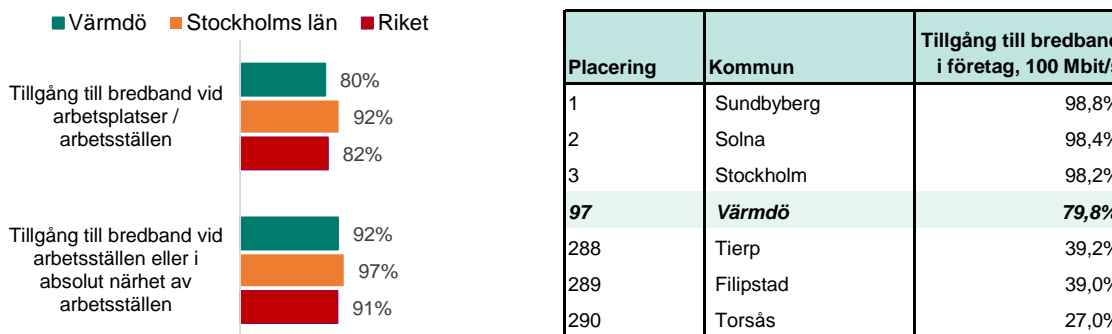 Värmdö Stockholms län Riket
Tillgång till bredband vid
arbetsplatser /
arbetsställen
80%
92%
82%
Tillgång till bredband vid
arbetsställen eller i
absolut närhet av
arbetsställen
92%
97%
91%
Placering Kommun Tillgång till bredband
i företag, 100 Mbit/s
1 Sundbyberg 98,8%
2 Solna 98,4%
3 Stockholm 98,2%
97 Värmdö 79,8%
288 Tierp 39,2%
289 Filipstad 39,0%
290 Torsås 27,0%